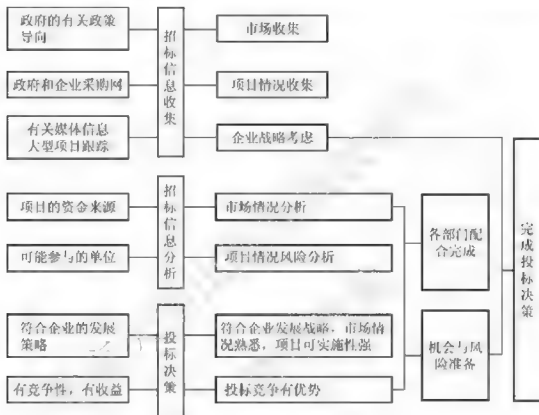 政府的有关政策
导向
招标信息收集
市场收集
政府和企业采购网
项目情况收集
有关媒体信息
大型项目跟踪
企业战略考虑
项目的资金来源
招标信息分析
市场情况分析
可能参与的单位
项目情况风险分析
各部门配
合完成
完成投标决策
符合企业的发展
策略
投标决策
符合企业发展战略，市场情
况熟悉，项目可实施性强
机会与风
险准备
有竞争性，有收益
投标竞争有优势